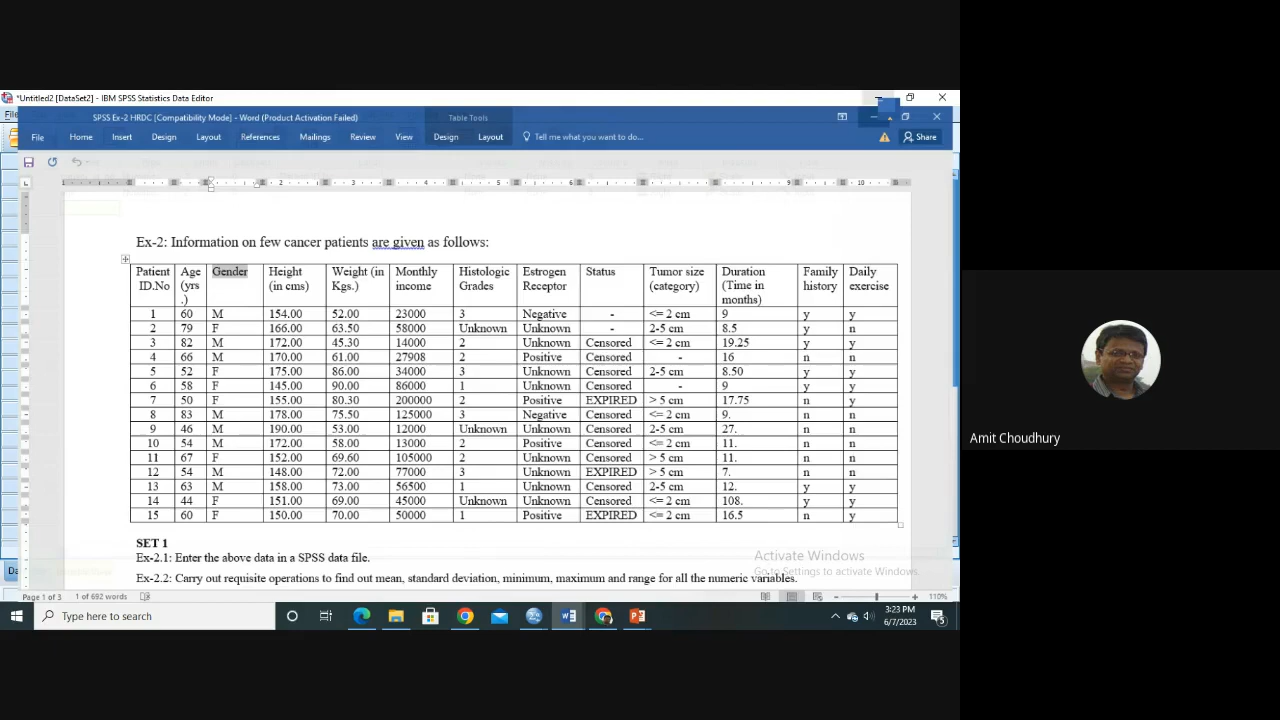 *Untitled2 [DataSet2] - IBM SPSS Statistics Data Editor
SPSS Ex-2 HRDC [Compatibility Mode] - Word (Product Activation Failed)
Table Tools
File Home Insert Design Layout References Mailings Review View Design Layout Tell me what you want to do... Share
Ex-2: Information on few cancer patients are given as follows:
Patient ID.No Age (yrs .) Gender Height (in cms) Weight (in Kgs.) Monthly income Histologic Grades Estrogen Receptor Status Tumor size (category) Duration (Time in months) Family history Daily exercise
1 60 M 154.00 52.00 23000 3 Negative - <= 2 cm 9 y y
2 79 F 166.00 63.50 58000 Unknown Unknown - 2-5 cm 8.5 y n
3 82 M 172.00 45.30 14000 2 Unknown Censored <= 2 cm 19.25 y y
4 66 M 170.00 61.00 27908 2 Positive Censored - 16 n n
5 52 F 175.00 86.00 34000 3 Unknown Censored 2-5 cm 8.50 y y
6 58 F 145.00 90.00 86000 1 Unknown Censored - 9 n y
7 50 F 155.00 80.30 200000 2 Positive EXPIRED > 5 cm 17.75 n y
8 83 M 178.00 75.50 125000 3 Negative Censored <= 2 cm 9. n n
9 46 M 190.00 53.00 12000 Unknown Unknown Censored 2-5 cm 27. n n
10 54 M 172.00 58.00 13000 2 Positive Censored <= 2 cm 11. n n
11 67 F 152.00 69.60 105000 2 Unknown Censored > 5 cm 11. n n
12 54 M 148.00 72.00 77000 3 Unknown EXPIRED > 5 cm 7. n n
13 63 M 158.00 73.00 56500 1 Unknown Censored 2-5 cm 12. y y
14 44 F 151.00 69.00 45000 Unknown Unknown Censored <= 2 cm 108. y y
15 60 F 150.00 70.00 50000 1 Positive EXPIRED <= 2 cm 16.5 n y
SET 1
Ex-2.1: Enter the above data in a SPSS data file.
Ex-2.2: Carry out requisite operations to find out mean, standard deviation, minimum, maximum and range for all the numeric variables.
Activate Windows
Go to Settings to activate Windows.
Page 1 of 3 1 of 692 words 110%
Type here to search
3:23 PM
6/7/2023
Amit Choudhury